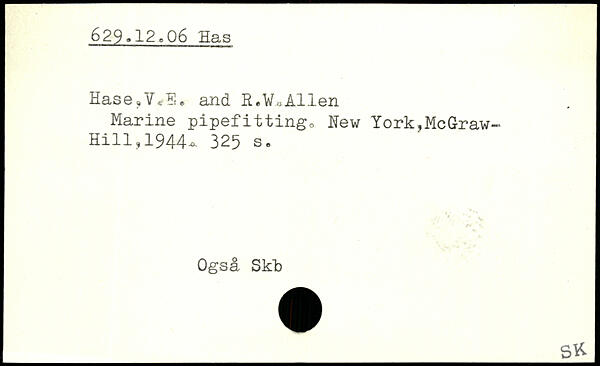 629.12.06 Has
Hase,V.E. and R.W.Allen
Marine pipefitting. New York,McGraw-
Hill,1944. 325 s.
Også Skb
SK